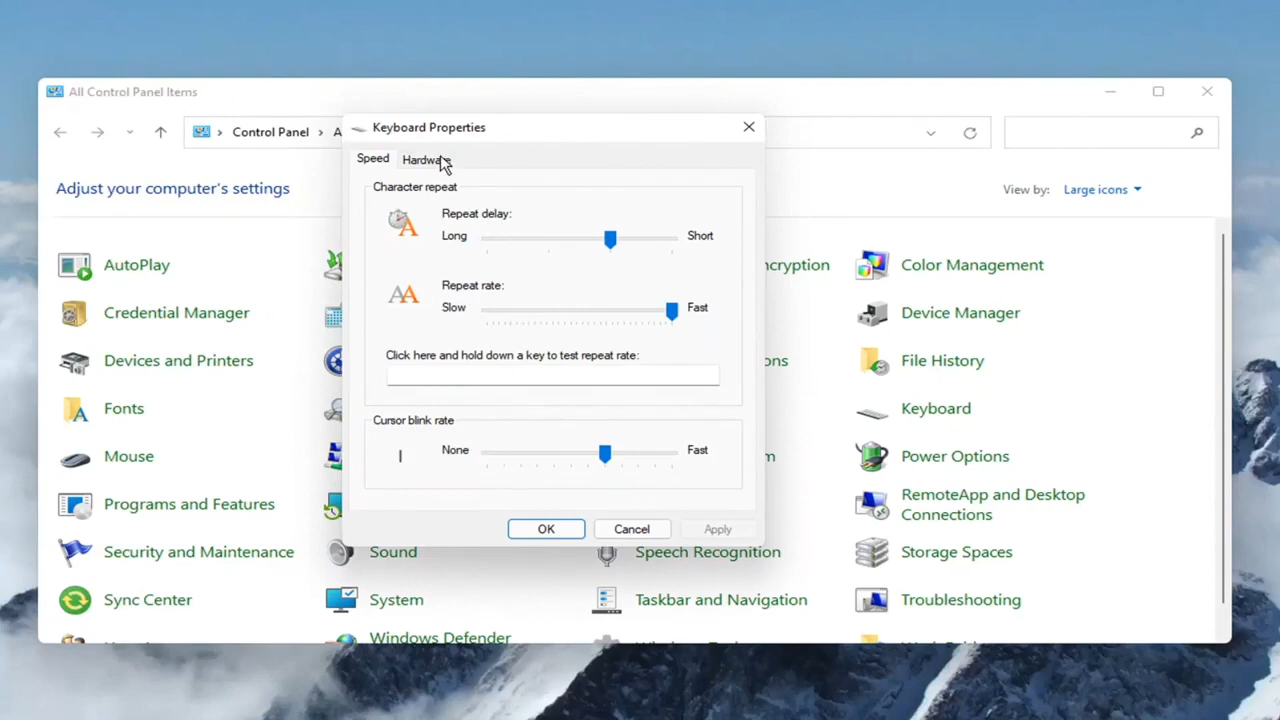 All Control Panel Items
Control Panel > A
Adjust your computer's settings
View by: Large icons
Keyboard Properties
Speed Hardware
Character repeat
Repeat delay:
Long Short
Repeat rate:
Slow Fast
Click here and hold down a key to test repeat rate:
Cursor blink rate
None Fast
OK Cancel Apply
AutoPlay
Color Management
Credential Manager
Device Manager
Devices and Printers
File History
Fonts
Keyboard
Mouse
Power Options
Programs and Features
RemoteApp and Desktop
Connections
Security and Maintenance
Sound
Speech Recognition
Storage Spaces
Sync Center
System
Taskbar and Navigation
Troubleshooting
Windows Defender